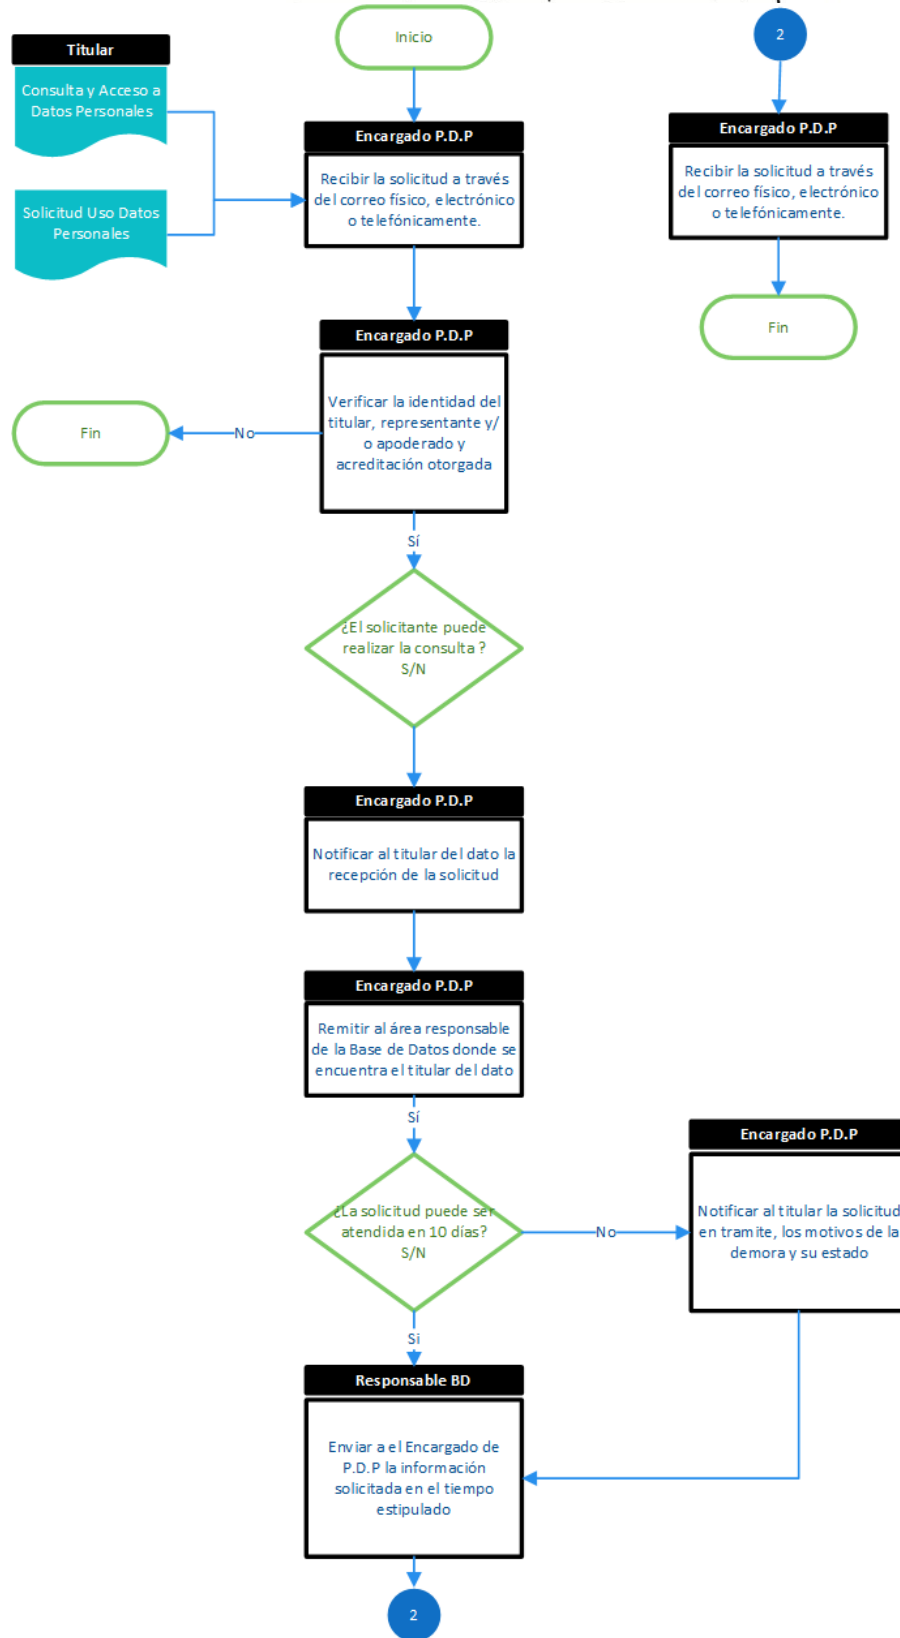 Inicio
2
Titular
Consulta y Acceso a
Datos Personales
Solicitud Uso Datos
Personales
Encargado P.D.P
Recibir la solicitud a través
del correo físico, electrónico
o telefónicamente.
Encargado P.D.P
Recibir la solicitud a través
del correo físico, electrónico
o telefónicamente.
Fin
Encargado P.D.P
Verificar la identidad del
titular, representante y/
o apoderado y
acreditación otorgada
No
Fin
Sí
¿El solicitante puede
realizar la consulta ?
S/N
Encargado P.D.P
Notificar al titular del dato la
recepción de la solicitud
Encargado P.D.P
Remitir al área responsable
de la Base de Datos donde se
encuentra el titular del dato
Sí
¿La solicitud puede ser
atendida en 10 días?
S/N
No
Encargado P.D.P
Notificar al titular la solicitud
en tramite, los motivos de la
demora y su estado
Si
Responsable BD
Enviar a el Encargado de
P.D.P la información
solicitada en el tiempo
estipulado
2